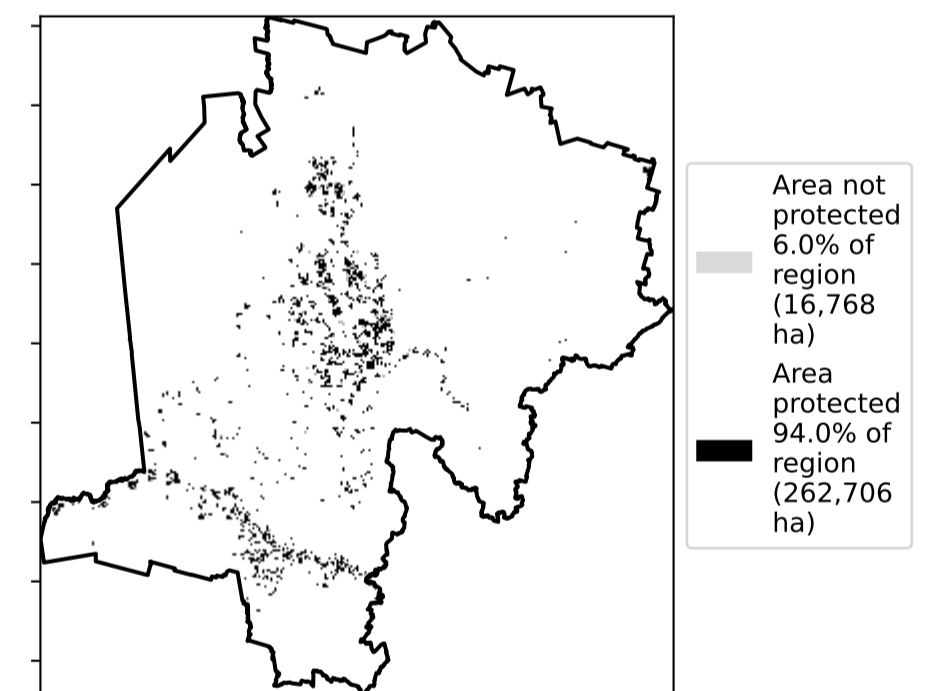 Area not
protected
6.0% of
region
(16,768
ha)
Area
protected
94.0% of
region
(262,706
ha)